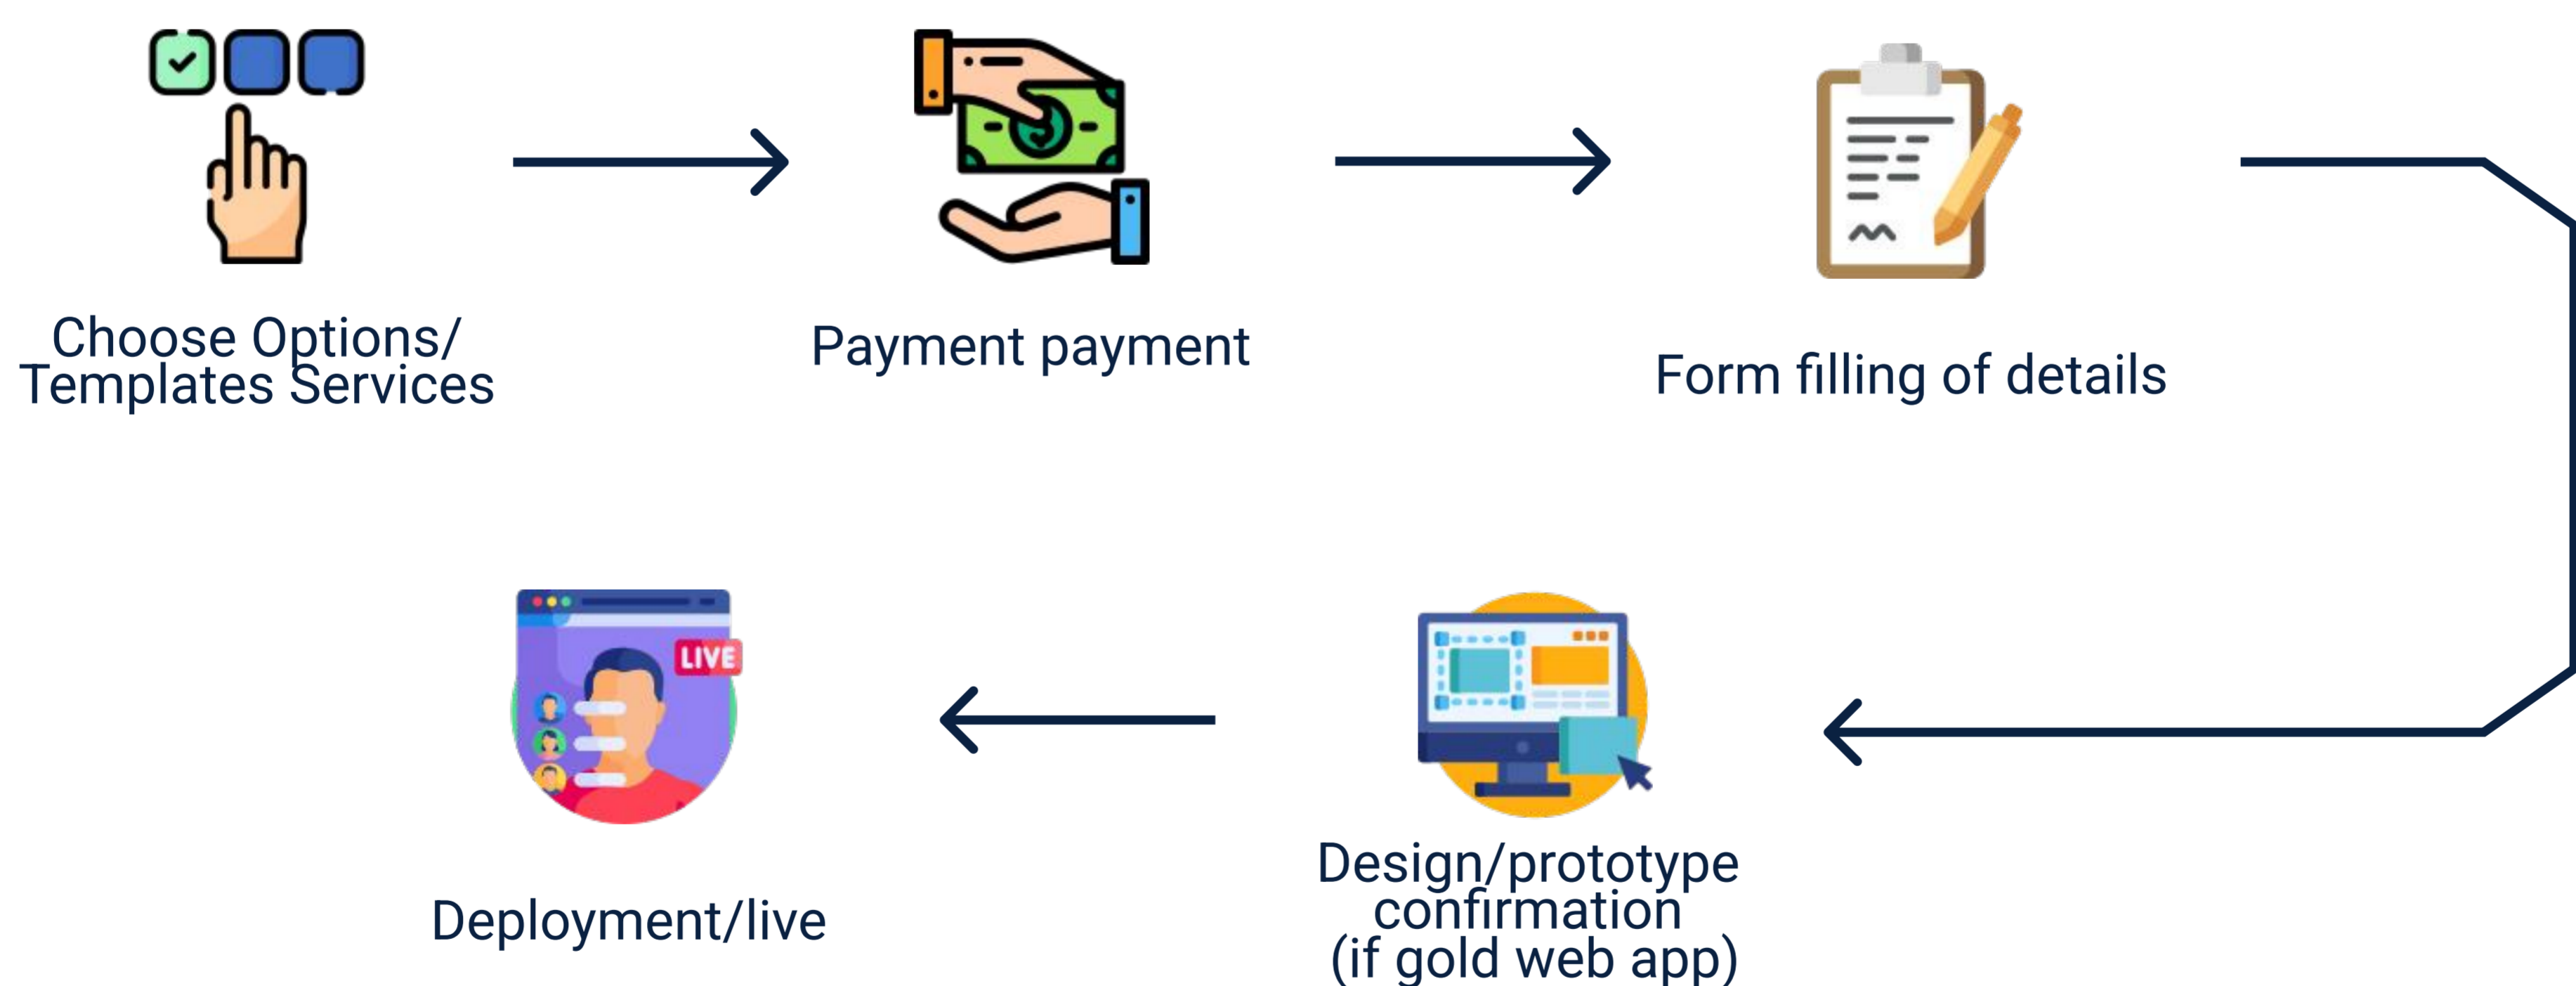 Choose Options/
Templates Services
Payment payment
Form filling of details
LIVE
Deployment/live
Design/prototype
confirmation
(if gold web app)